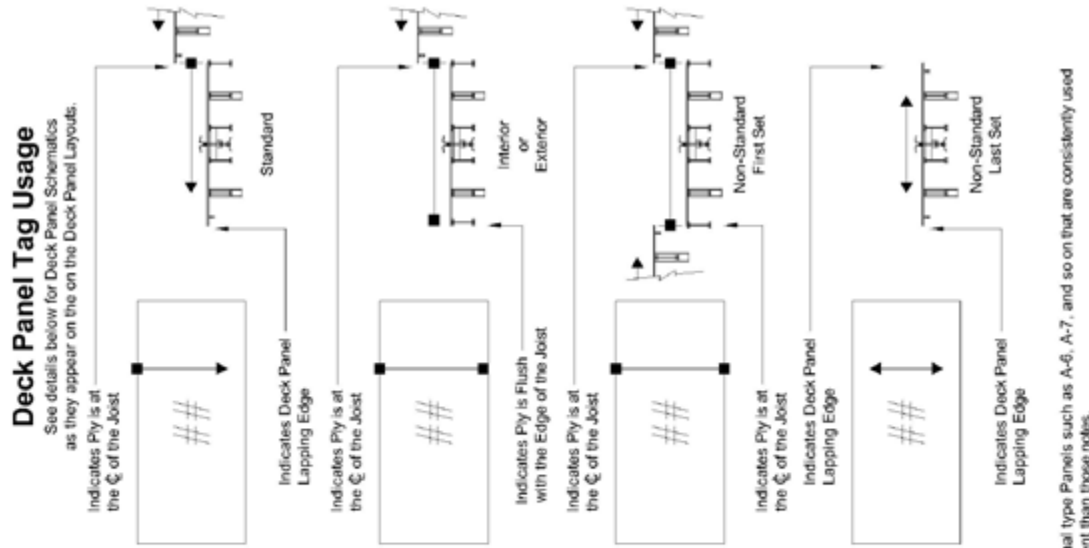 Deck Panel Tag Usage
See details below for Deck Panel Schematics
as they appear on the on the Deck Panel Layouts.
Indicates Ply is at
the ℄ of the Joist
Indicates Deck Panel
Lapping Edge
Standard
Indicates Ply is at
the ℄ of the Joist
Indicates Ply is Flush
with the Edge of the Joist
Interior
or
Exterior
Indicates Ply is at
the ℄ of the Joist
Indicates Ply is at
the ℄ of the Joist
Non-Standard
First Set
Indicates Deck Panel
Lapping Edge
Indicates Deck Panel
Lapping Edge
Non-Standard
Last Set
type Panels such as A-6, A-7, and so on that are consistently used
than those notes